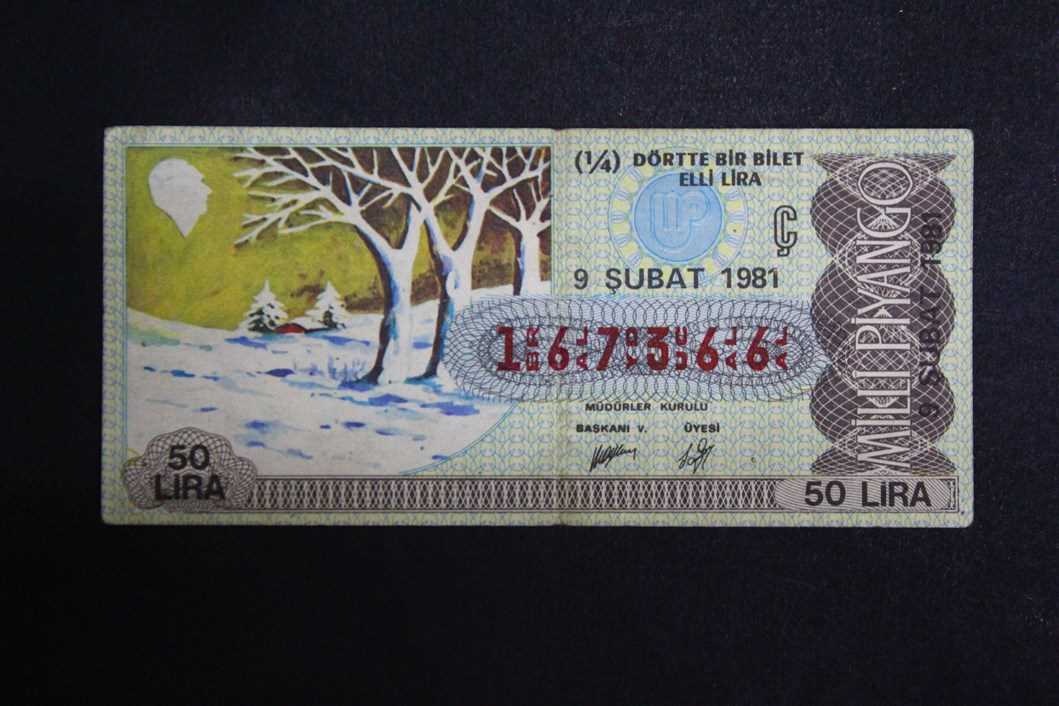 (1/4) DÖRTTE BİR BİLET
ELLİ LİRA
Ç
9 ŞUBAT 1981
1 6 7 3 6 6
MÜDÜRLER KURULU
BAŞKANI V. ÜYESİ
50
LİRA
50 LİRA
MİLLİ PİYANGO
9 ŞUBAT 1981